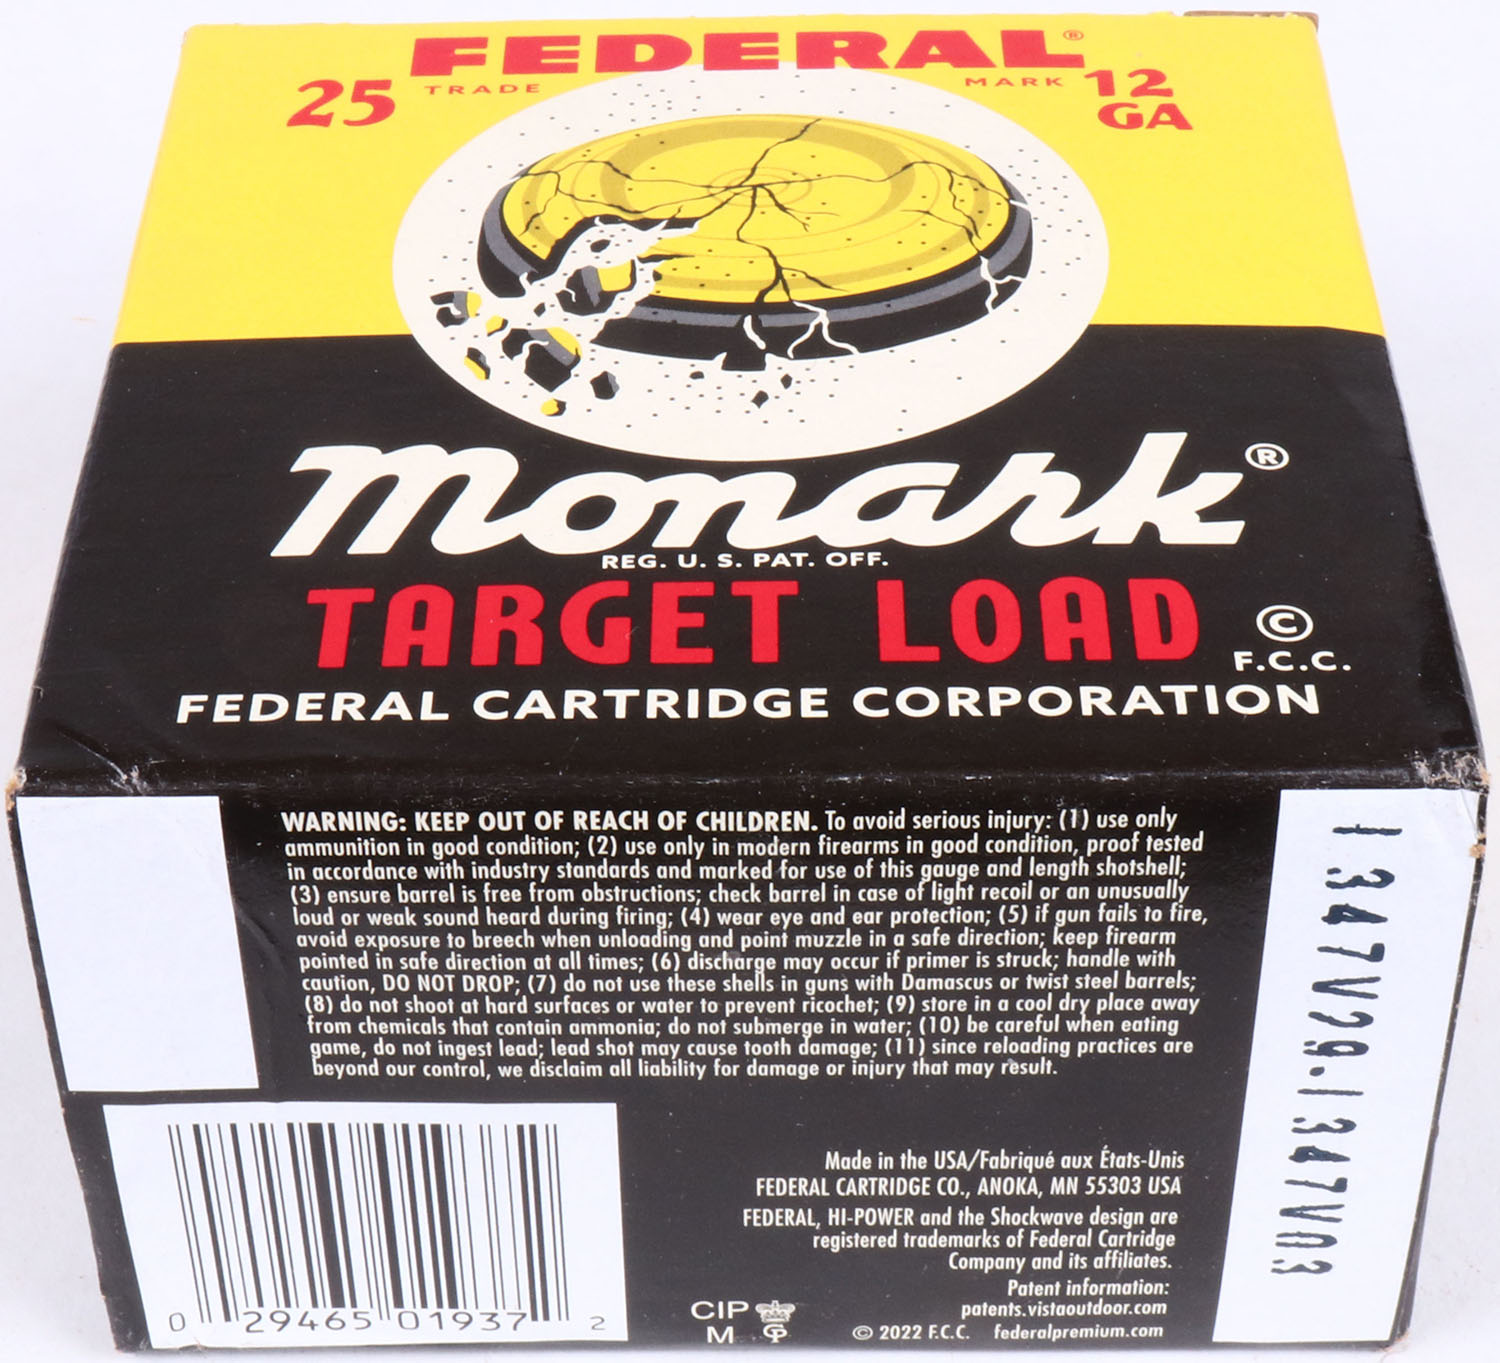 FEDERAL®
25 TRADE MARK 12
GA
Monark®
REG. U. S. PAT. OFF.
TARGET LOAD ©
F.C.C.
FEDERAL CARTRIDGE CORPORATION
WARNING: KEEP OUT OF REACH OF CHILDREN. To avoid serious injury: (1) use only
ammunition in good condition; (2) use only in modern firearms in good condition, proof tested
in accordance with industry standards and marked for use of this gauge and length shotshell;
(3) ensure barrel is free from obstructions; check barrel in case of light recoil or an unusually
loud or weak sound heard during firing; (4) wear eye and ear protection; (5) if gun fails to fire,
avoid exposure to breech when unloading and point muzzle in a safe direction; keep firearm
pointed in safe direction at all times; (6) discharge may occur if primer is struck; handle with
caution, DO NOT DROP; (7) do not use these shells in guns with Damascus or twist steel barrels;
(8) do not shoot at hard surfaces or water to prevent ricochet; (9) store in a cool dry place away
from chemicals that contain ammonia; do not submerge in water; (10) be careful when eating
game, do not ingest lead; lead shot may cause tooth damage; (11) since reloading practices are
beyond our control, we disclaim all liability for damage or injury that may result.
Made in the USA/Fabriqué aux États-Unis
FEDERAL CARTRIDGE CO., ANOKA, MN 55303 USA
FEDERAL, HI-POWER and the Shockwave design are
registered trademarks of Federal Cartridge
Company and its affiliates.
Patent information:
patents.vistaoutdoor.com
© 2022 F.C.C. federalpremium.com
CIP
M
0 29465 01937 2